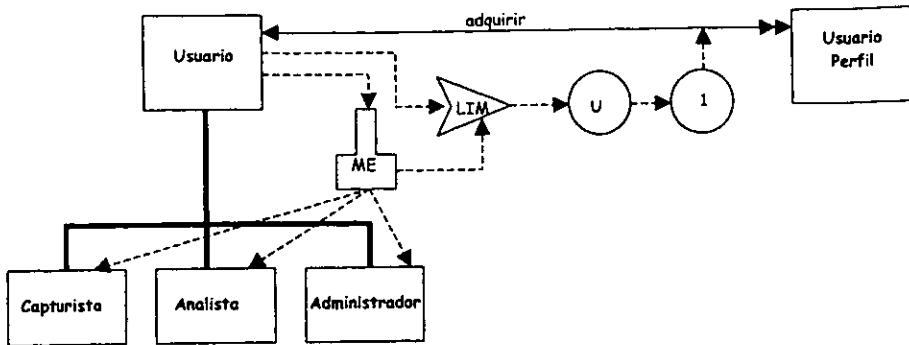 adquirir
Usuario
Usuario
Perfil
LIM
U
1
ME
Capturista
Analista
Administrador